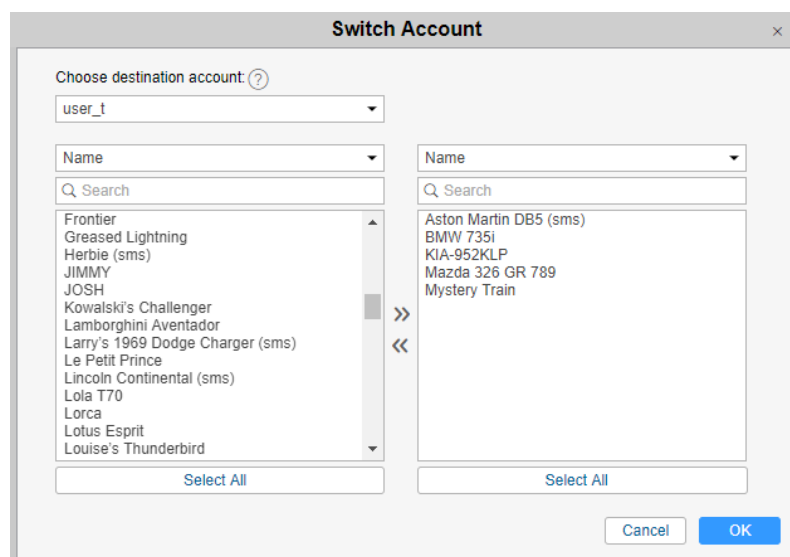 Switch Account
×
Choose destination account: ?
user_t
Name
Search
Frontier
Greased Lightning
Herbie (sms)
JIMMY
JOSH
Kowalski's Challenger
Lamborghini Aventador
Larry's 1969 Dodge Charger (sms)
Le Petit Prince
Lincoln Continental (sms)
Lola T70
Lorca
Lotus Esprit
Louise's Thunderbird
Select All
»
«
Name
Search
Aston Martin DB5 (sms)
BMW 735i
KIA-952KLP
Mazda 326 GR 789
Mystery Train
Select All
Cancel
OK